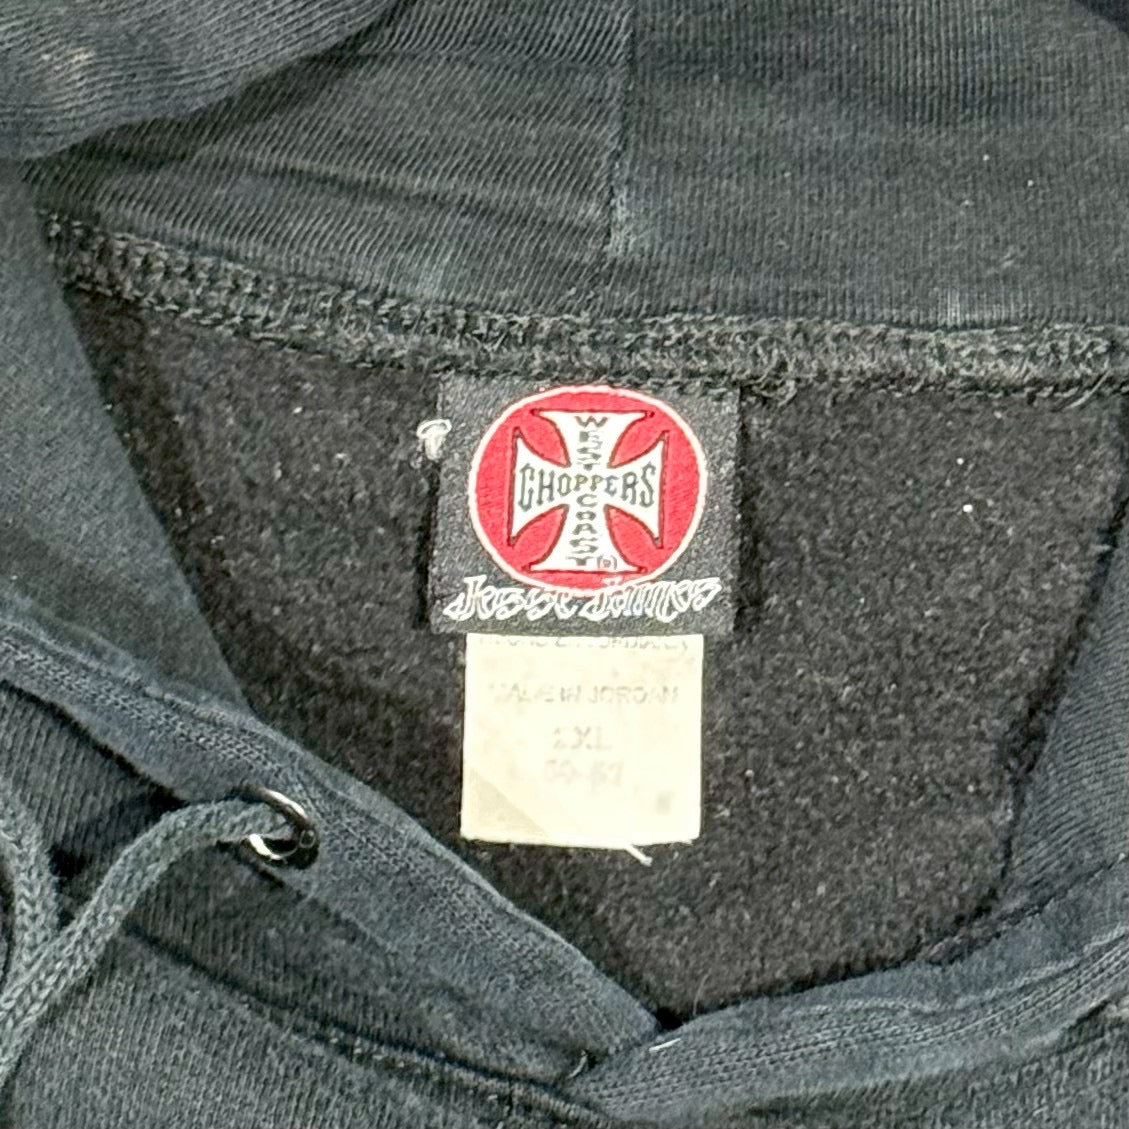 WEST COAST
CHOPPERS
(R)
Jesse James
MADE IN JORDAN
2XL